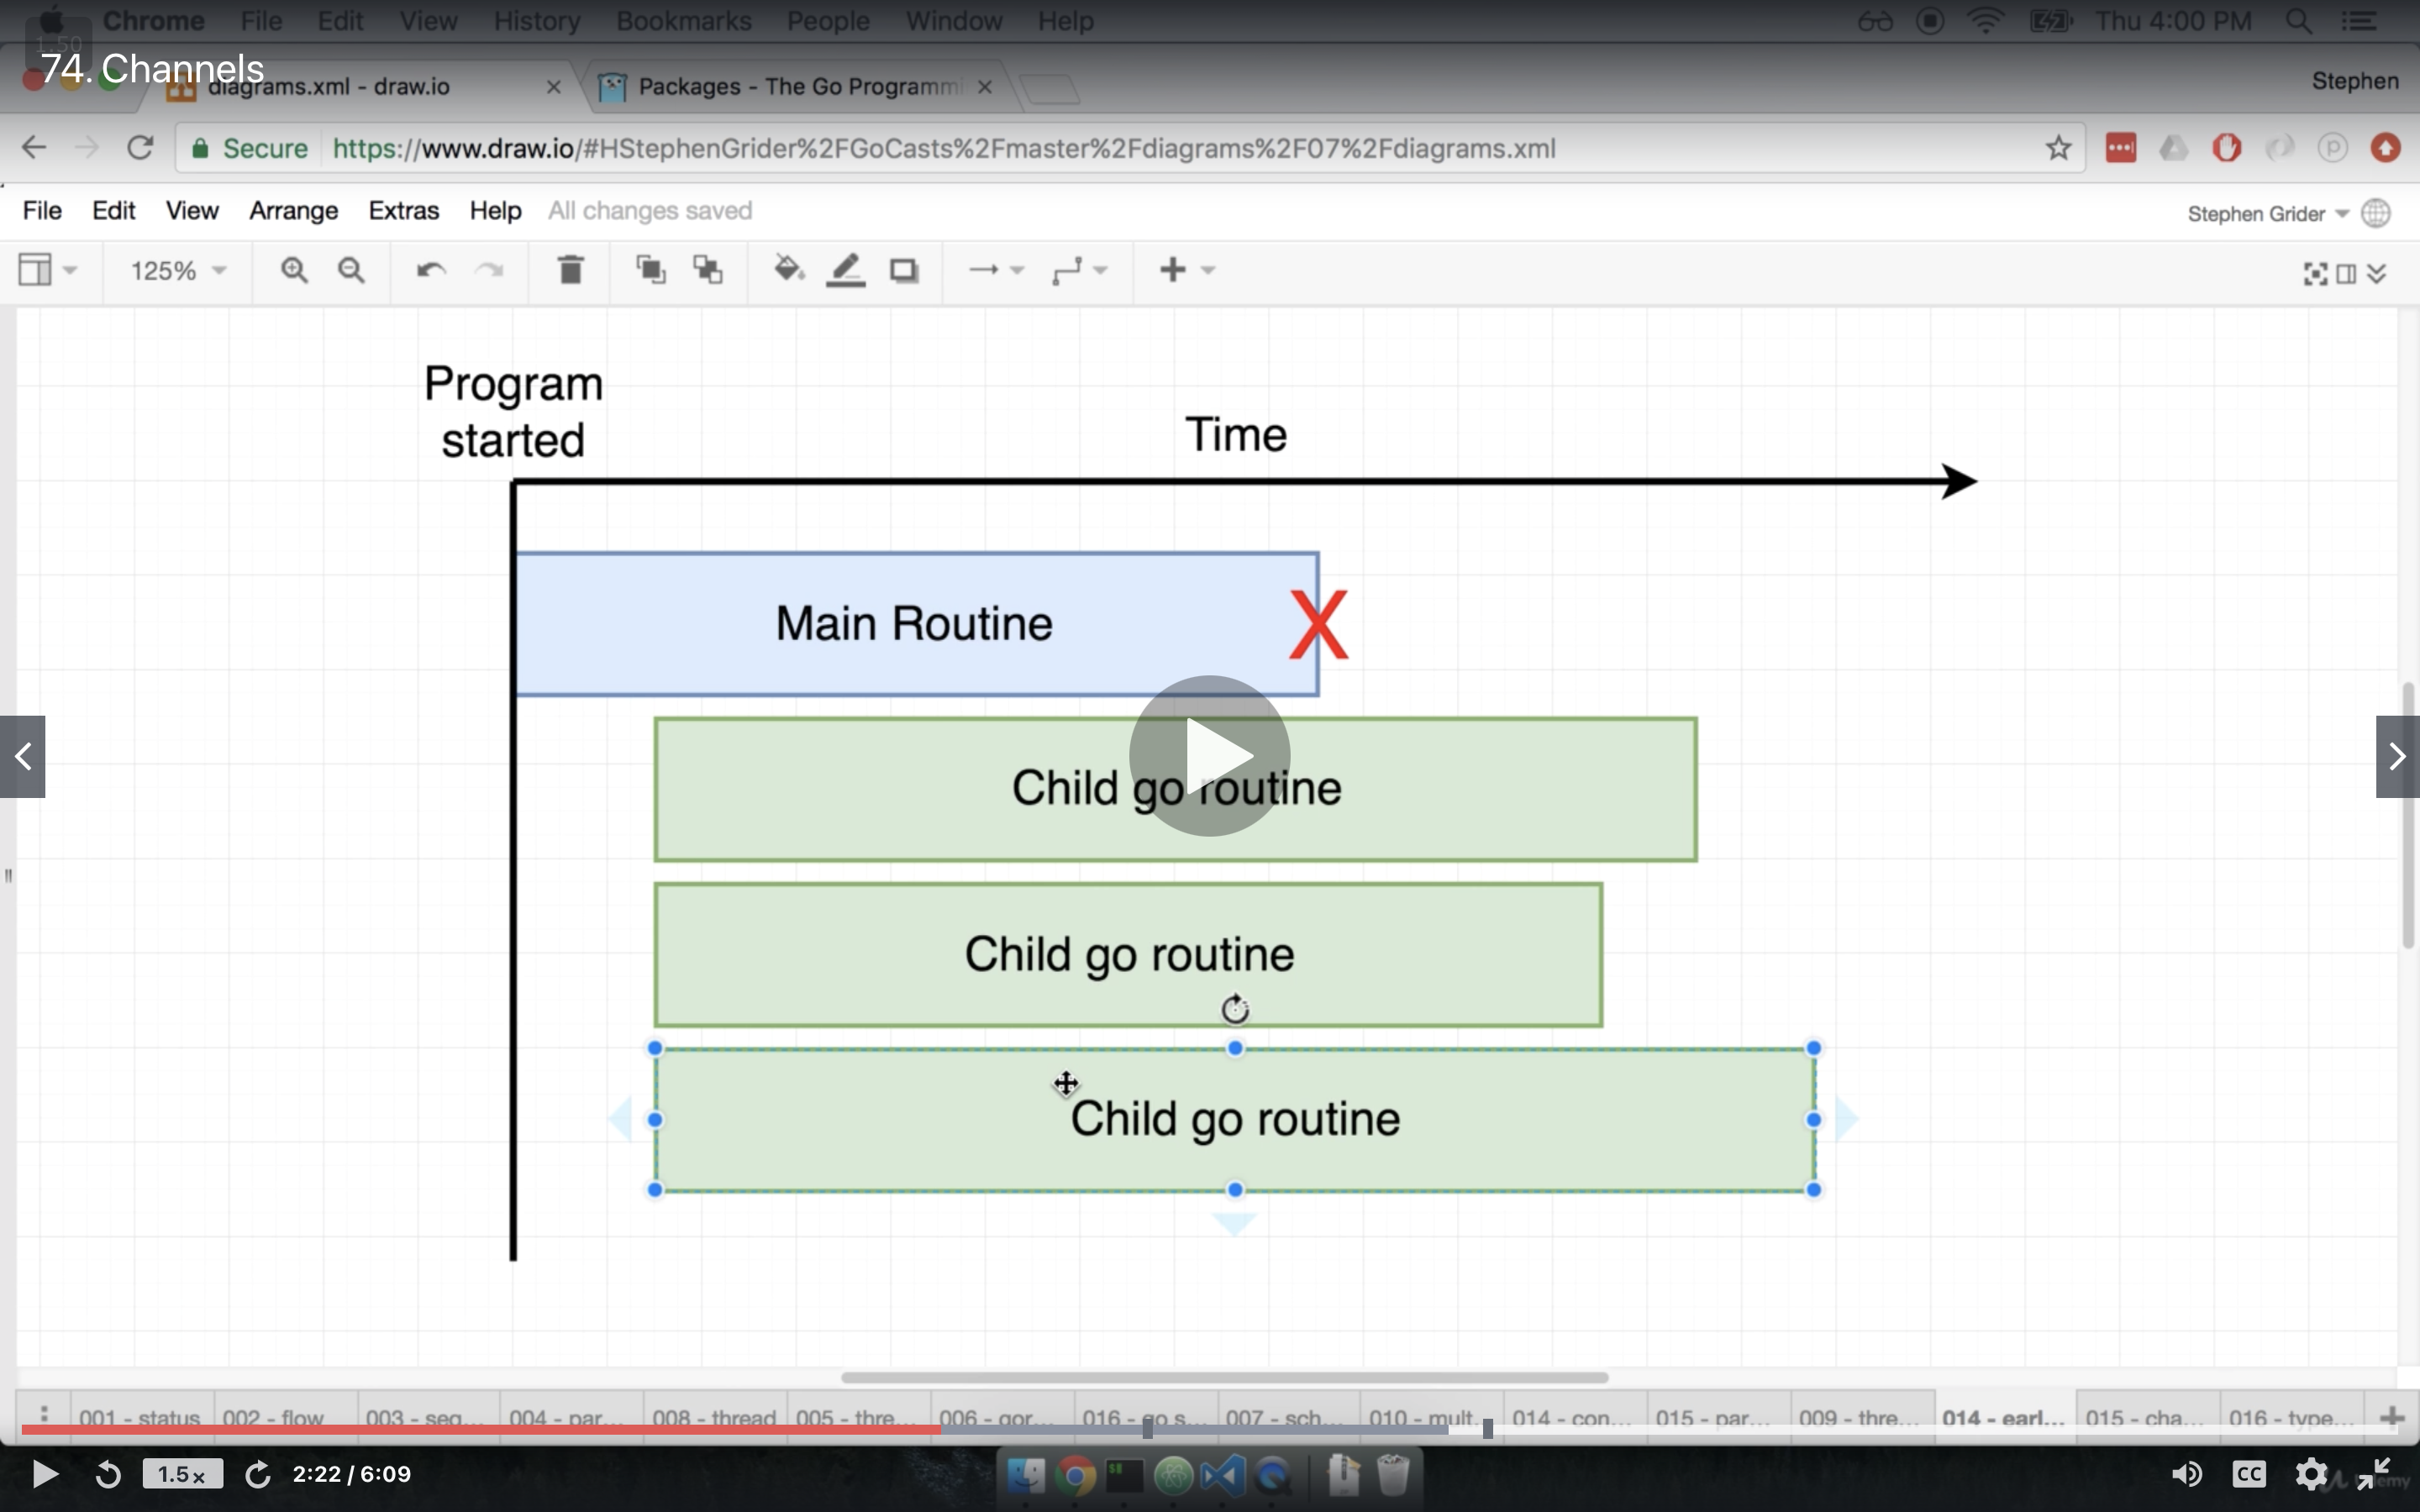 Chrome File Edit View History Bookmarks People Window Help Thu 4:00 PM
1.50
74. Channels
diagrams.xml - draw.io Packages - The Go Programmi Stephen
Secure https://www.draw.io/#HStephenGrider%2FGoCasts%2Fmaster%2Fdiagrams%2F07%2Fdiagrams.xml
File Edit View Arrange Extras Help All changes saved Stephen Grider
125%
Program
started
Time
Main Routine
X
Child go routine
Child go routine
Child go routine
001 - status 002 - flow 003 - seq... 004 - par... 008 - thread 005 - thre... 006 - gor... 016 - go s... 007 - sch... 010 - mult... 014 - con... 015 - par... 009 - thre... 014 - earl... 015 - cha... 016 - type...
1.5x 2:22 / 6:09 CC